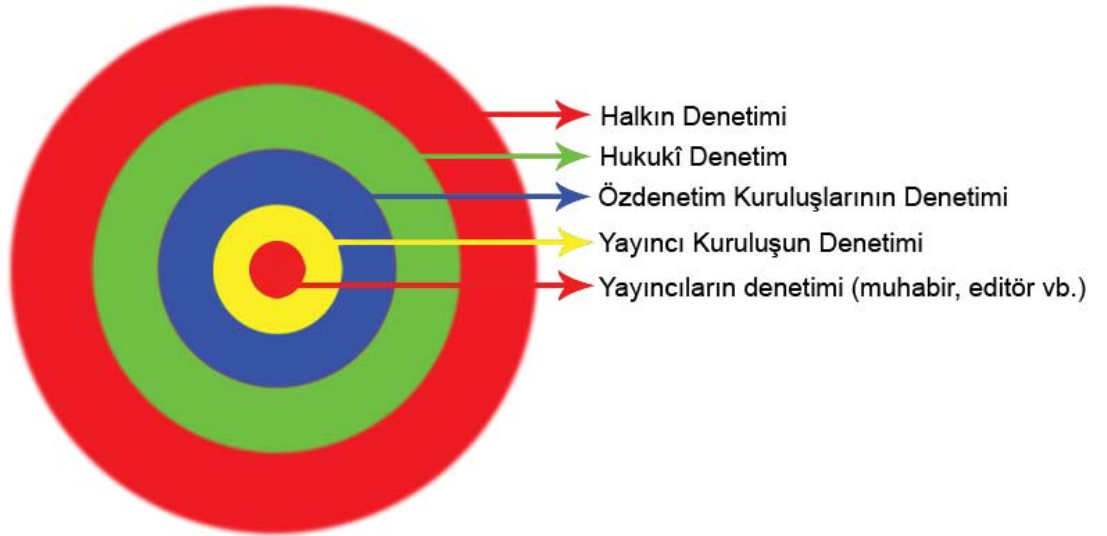 Halkın Denetimi
Hukukî Denetim
Özdenetim Kuruluşlarının Denetimi
Yayıncı Kuruluşun Denetimi
Yayıncıların denetimi (muhabir, editör vb.)